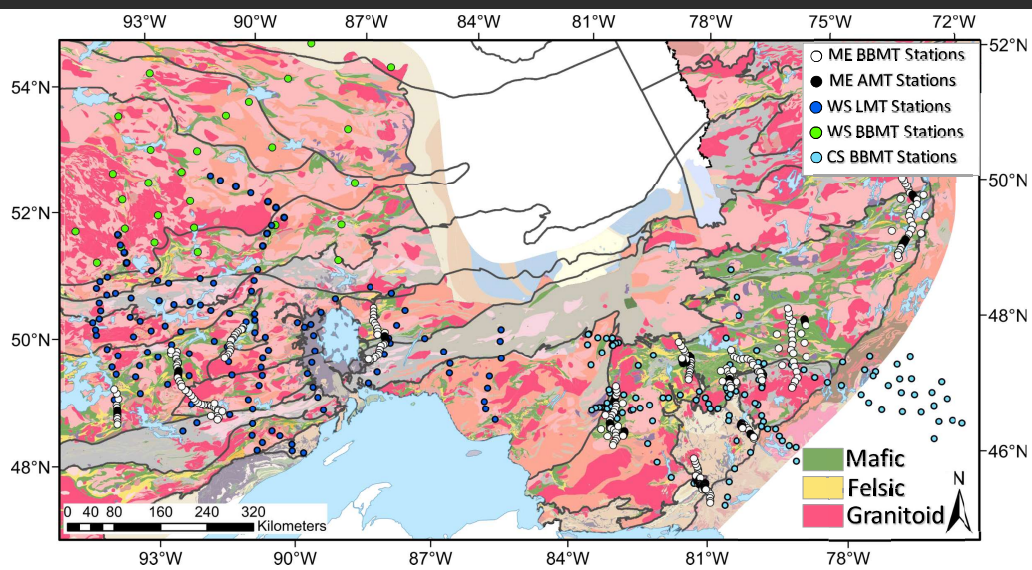 93°W 90°W 87°W 84°W 81°W 78°W 75°W 72°W
52°N
ME BBMT Stations
ME AMT Stations
WS LMT Stations
WS BBMT Stations
CS BBMT Stations
54°N
50°N
52°N
48°N
50°N
46°N
48°N
Mafic
Felsic
Granitoid
N
0 40 80 160 240 320
Kilometers
93°W 90°W 87°W 84°W 81°W 78°W